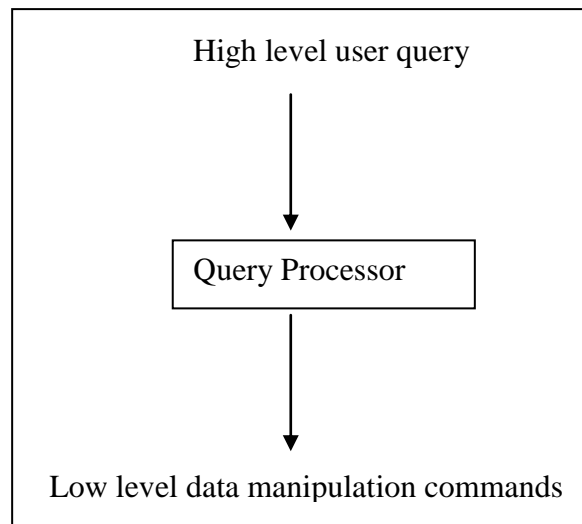 High level user query
Query Processor
Low level data manipulation commands